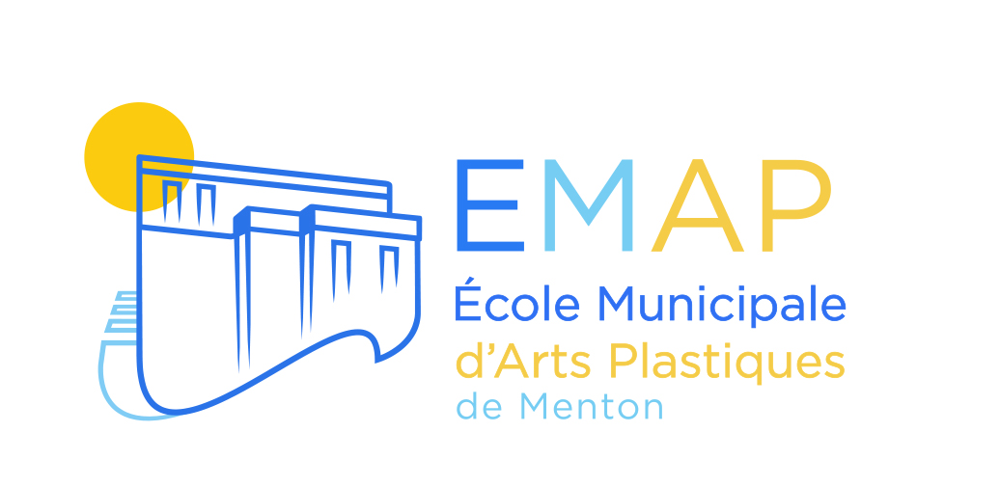 EMAP
École Municipale
d'Arts Plastiques
de Menton